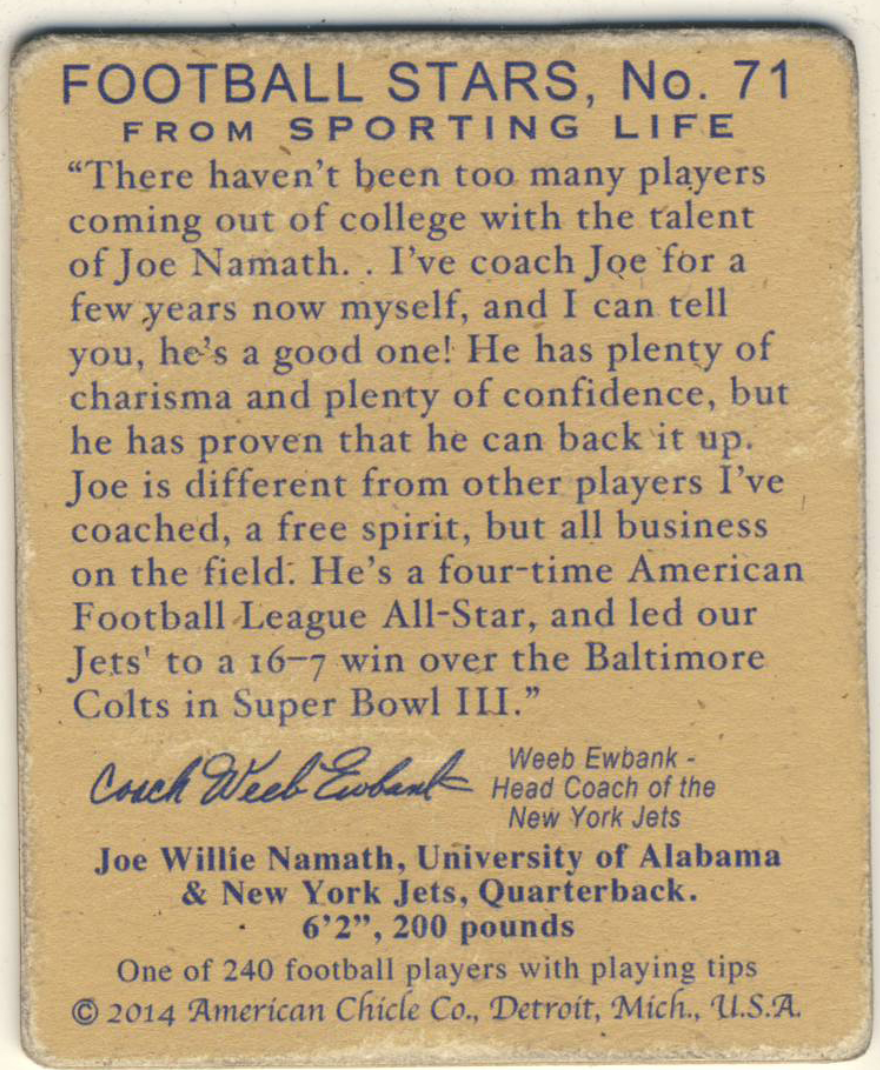 FOOTBALL STARS, No. 71
FROM SPORTING LIFE
“There haven't been too many players
coming out of college with the talent
of Joe Namath. . I've coach Joe for a
few years now myself, and I can tell
you, he's a good one! He has plenty of
charisma and plenty of confidence, but
he has proven that he can back it up.
Joe is different from other players I've
coached, a free spirit, but all business
on the field. He's a four-time American
Football League All-Star, and led our
Jets' to a 16–7 win over the Baltimore
Colts in Super Bowl III.”
Coach Weeb Ewbank
Weeb Ewbank -
Head Coach of the
New York Jets
Joe Willie Namath, University of Alabama
& New York Jets, Quarterback.
6’2”, 200 pounds
One of 240 football players with playing tips
© 2014 American Chicle Co., Detroit, Mich., U.S.A.